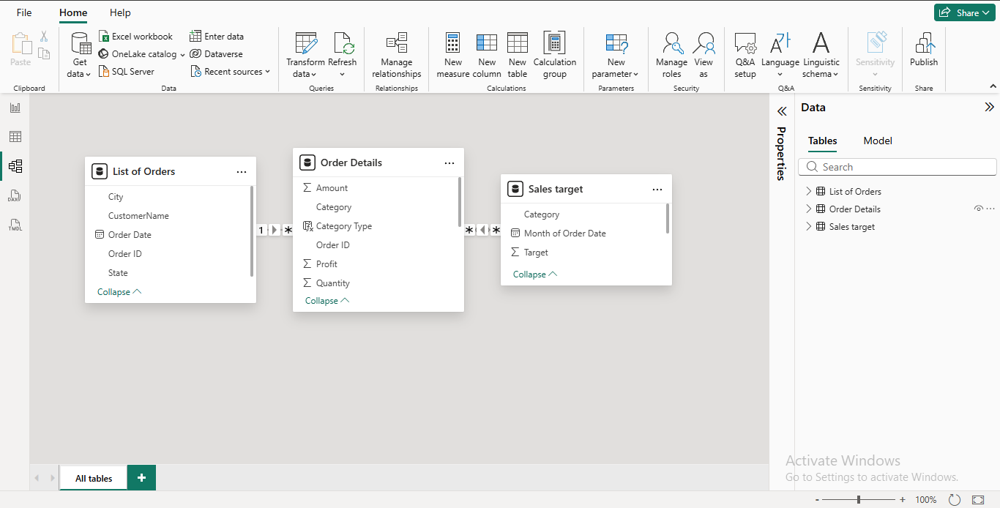 File Home Help
Share
Paste
Clipboard
Get data
Excel workbook
OneLake catalog
SQL Server
Enter data
Dataverse
Recent sources
Data
Transform data
Refresh
Queries
Manage relationships
Relationships
New measure
New column
New table
Calculation group
Calculations
New parameter
Parameters
Manage roles
View as
Security
Q&A setup
Language
Linguistic schema
Q&A
Sensitivity
Sensitivity
Publish
Share
DAX
TMDL
List of Orders
City
CustomerName
Order Date
Order ID
State
Collapse
1
*
Order Details
Σ Amount
Category
Category Type
Order ID
Σ Profit
Σ Quantity
Collapse
*
*
Sales target
Category
Month of Order Date
Σ Target
Collapse
Properties
Data
Tables Model
Search
List of Orders
Order Details
Sales target
Activate Windows
Go to Settings to activate Windows.
All tables
+
- + 100%